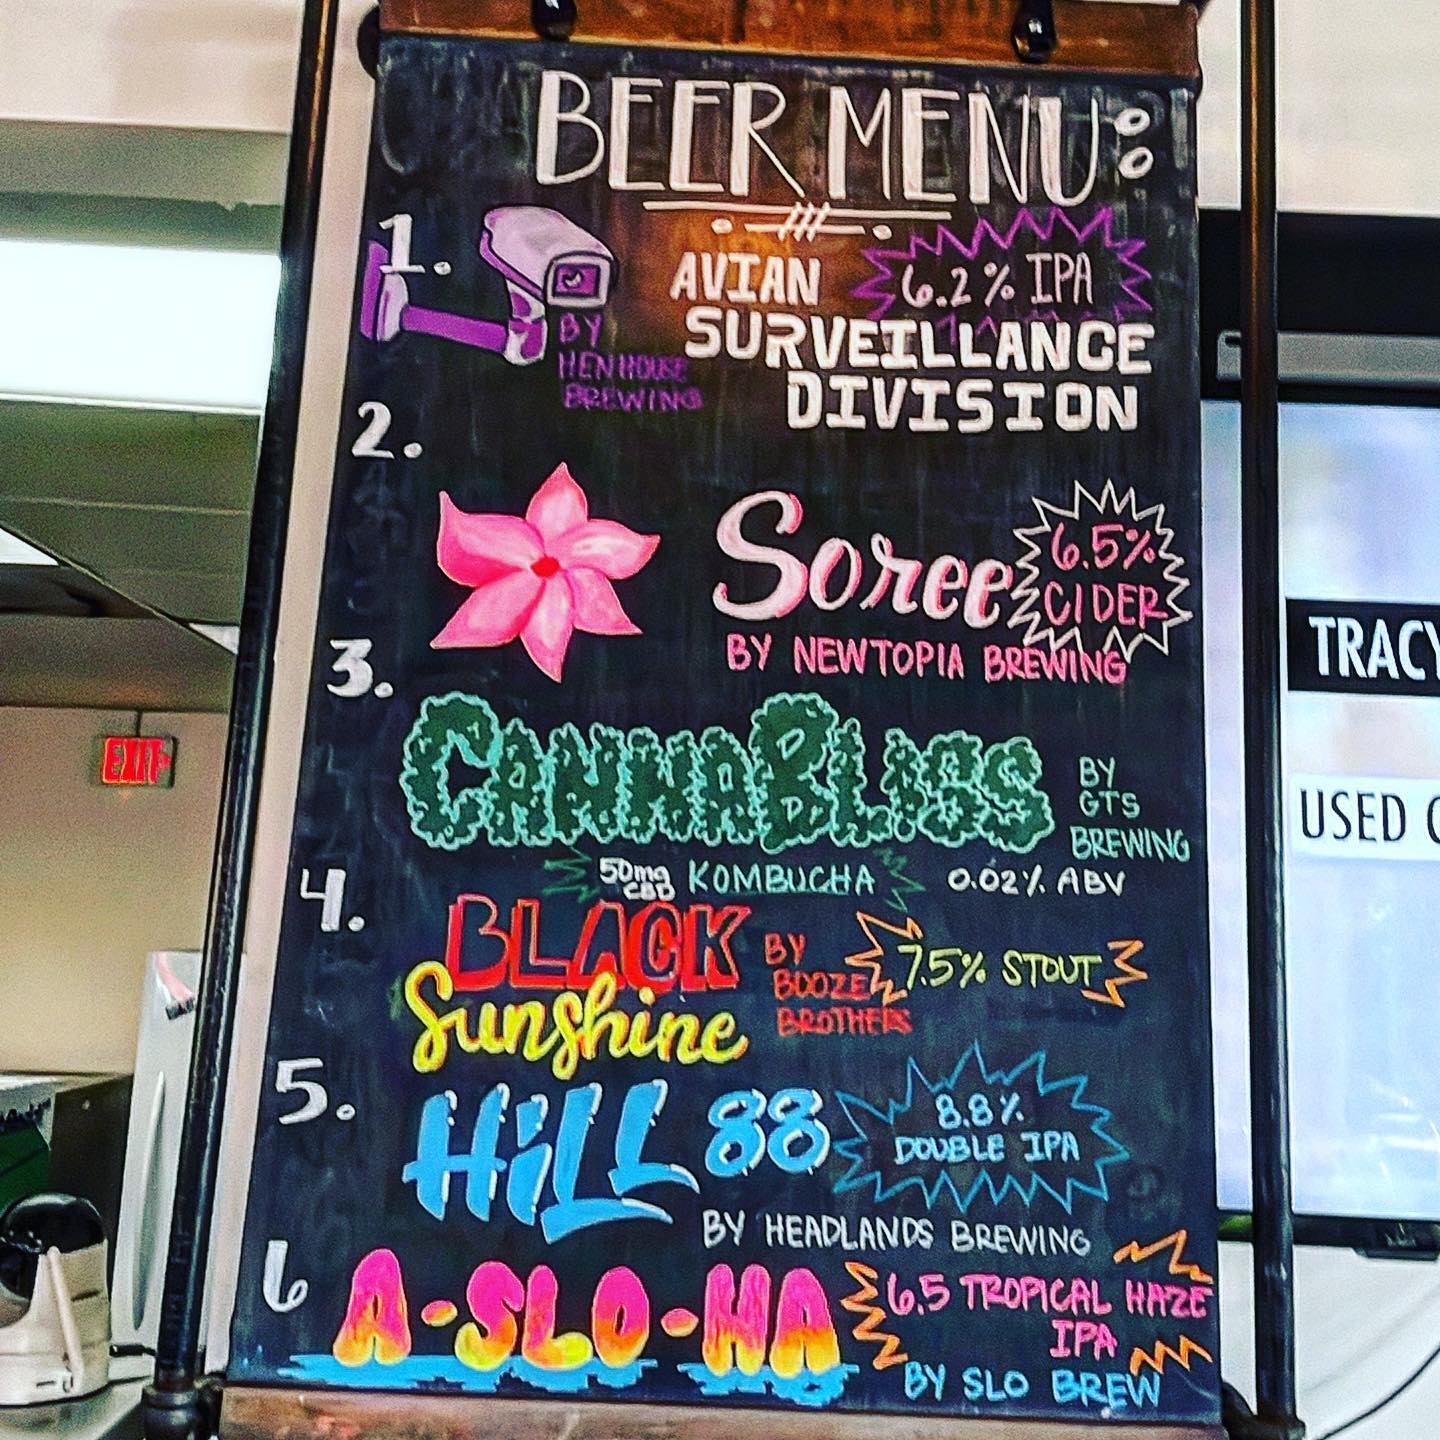 BEER MENU:
1.
AVIAN
6.2% IPA
SURVEILLANCE
DIVISION
BY
HENHOUSE
BREWING
2.
Soree
6.5%
CIDER
BY NEWTOPIA BREWING
3.
CANNABLISS
BY
GTS
BREWING
50mg
CBD
KOMBUCHA
0.02% ABV
4.
BLACK
Sunshine
BY
BOOZE
BROTHERS
7.5% STOUT
5.
HILL 88
8.8%
DOUBLE IPA
BY HEADLANDS BREWING
6
A-SLO-HA
6.5 TROPICAL HAZE
IPA
BY SLO BREW
EXIT
TRACY
USED